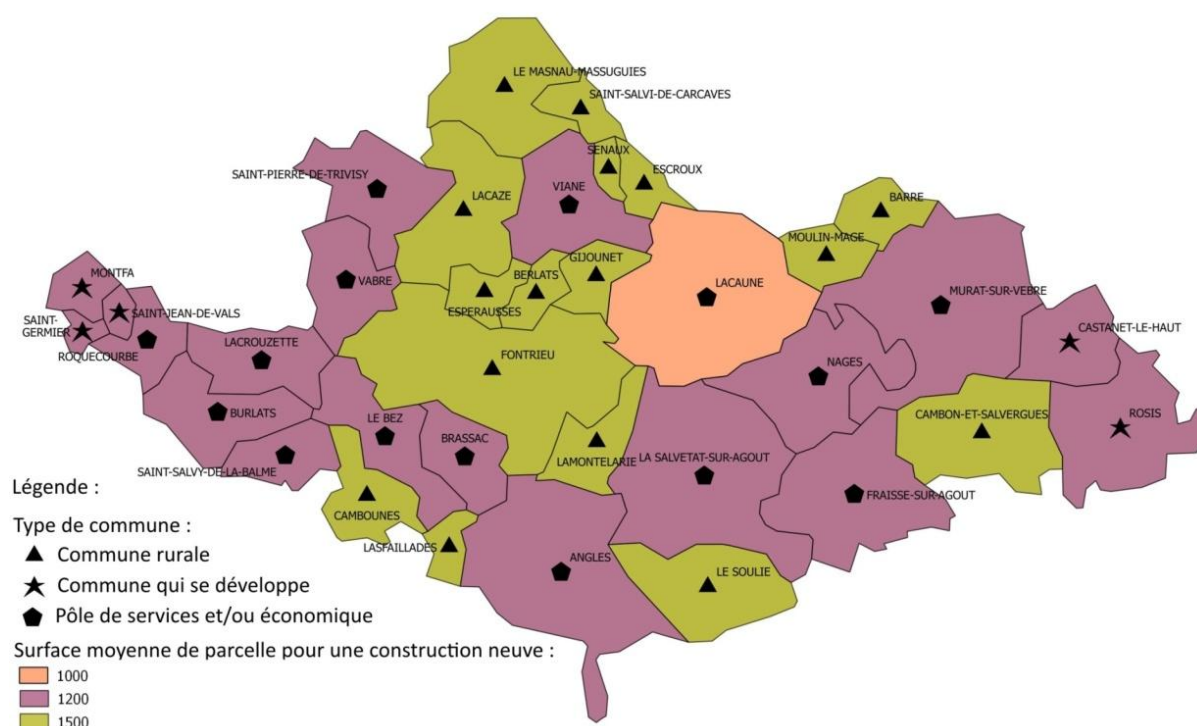 LE MASNAU-MASSUGUIES
SAINT-SALVI-DE-CARCAVES
SENAUX
ESCROUX
SAINT-PIERRE-DE-TRIVISY
VIANE
LACAZE
BARRE
MOULIN-MAGE
GIJOUNET
BERLATS
ESPERAUSSES
LACAUNE
MURAT-SUR-VEBRE
MONTFA
VABRE
SAINT-JEAN-DE-VALS
SAINT-
GERMIER
ROQUECOURBE
LACROUZETTE
CASTANET-LE-HAUT
FONTRIEU
NAGES
BURLATS
LE BEZ
BRASSAC
CAMBON-ET-SALVERGUES
ROSIS
SAINT-SALVY-DE-LA-BALME
LAMONTELARIE
LA SALVETAT-SUR-AGOUT
FRAISSE-SUR-AGOUT
CAMBOUNES
LASFAILLADES
ANGLES
LE SOULIE
Légende :
Type de commune :
Commune rurale
Commune qui se développe
Pôle de services et/ou économique
Surface moyenne de parcelle pour une construction neuve :
1000
1200
1500